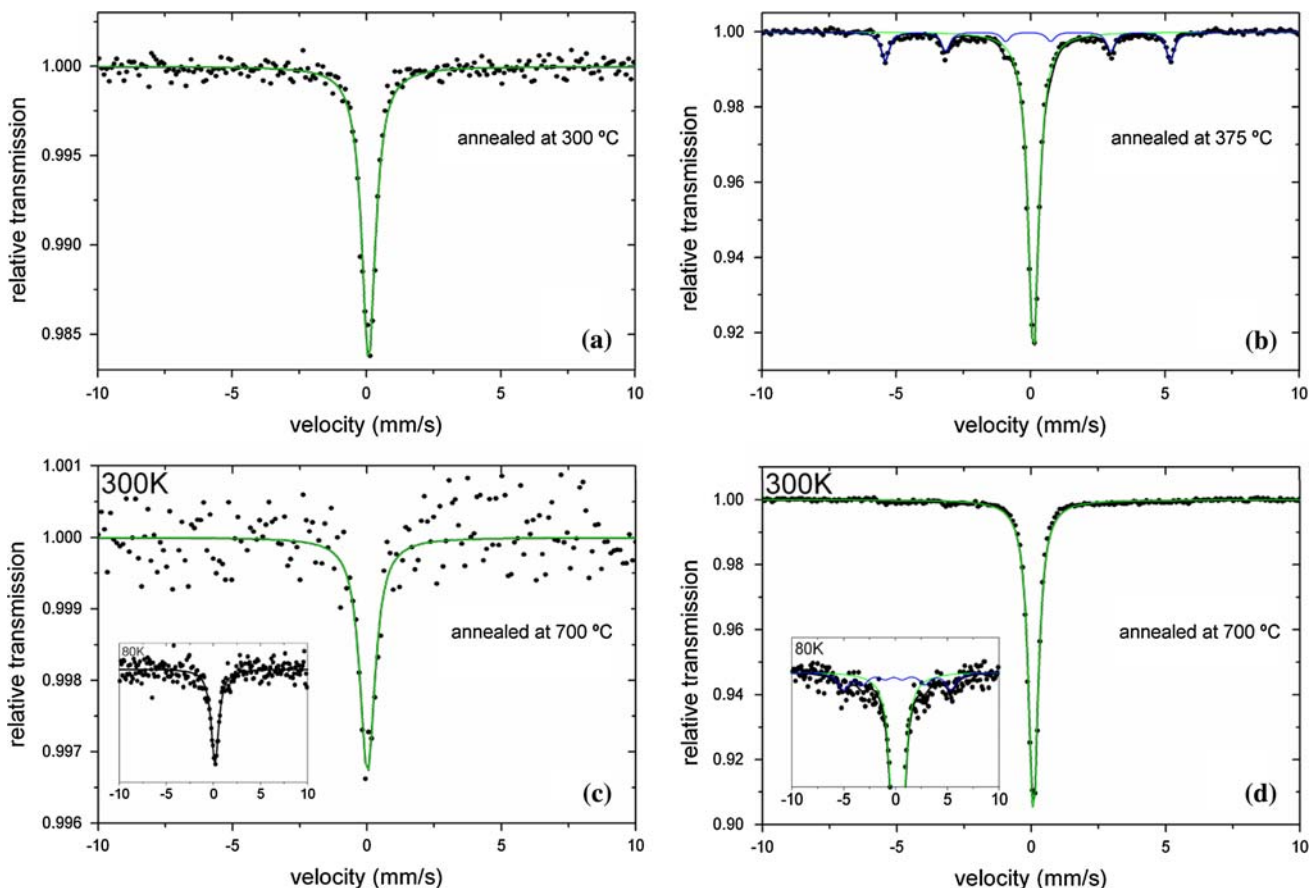 1.000
0.995
0.990
0.985
relative transmission
annealed at 300 ºC
(a)
-10 -5 0 5 10
velocity (mm/s)
1.00
0.98
0.96
0.94
0.92
relative transmission
annealed at 375 ºC
(b)
-10 -5 0 5 10
velocity (mm/s)
300K
1.001
1.000
0.999
0.998
0.997
0.996
relative transmission
annealed at 700 ºC
80K
-10 -5 0 5 10
(c)
-10 -5 0 5 10
velocity (mm/s)
300K
1.00
0.98
0.96
0.94
0.92
0.90
relative transmission
annealed at 700 ºC
80K
-10 -5 0 5 10
(d)
-10 -5 0 5 10
velocity (mm/s)